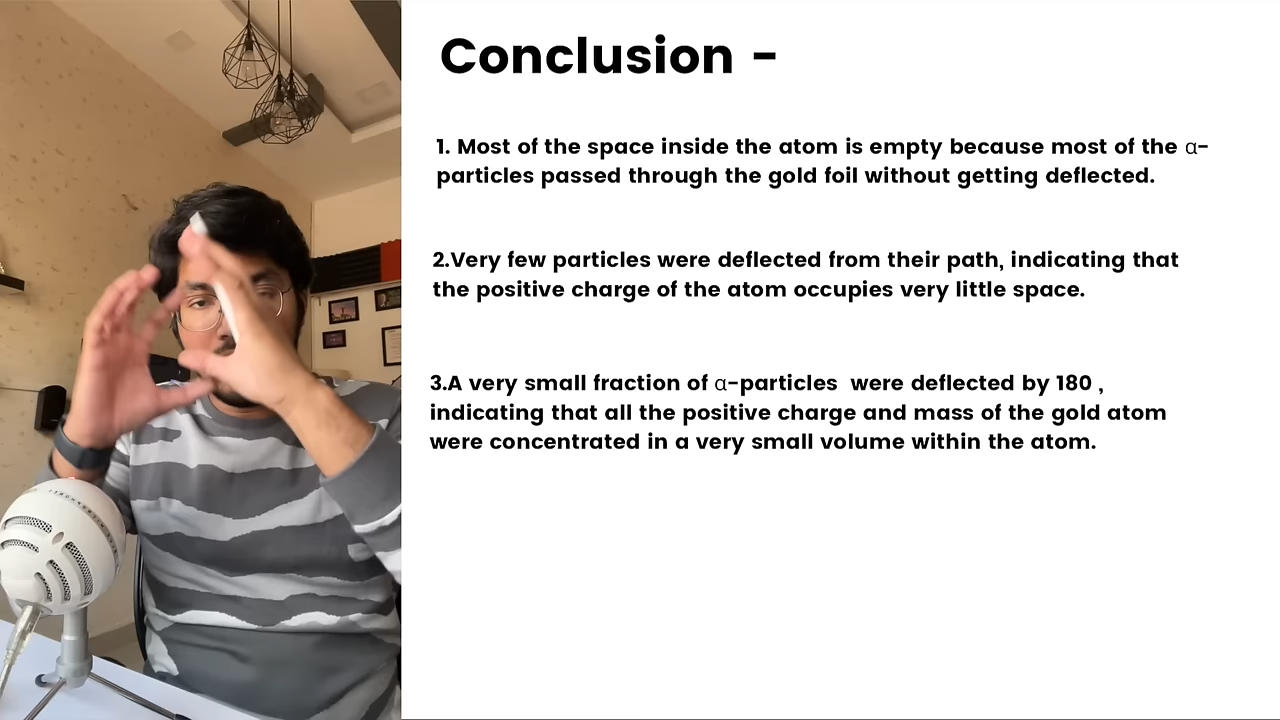 Conclusion -
1. Most of the space inside the atom is empty because most of the α-
particles passed through the gold foil without getting deflected.
2.Very few particles were deflected from their path, indicating that
the positive charge of the atom occupies very little space.
3.A very small fraction of α-particles were deflected by 180 ,
indicating that all the positive charge and mass of the gold atom
were concentrated in a very small volume within the atom.